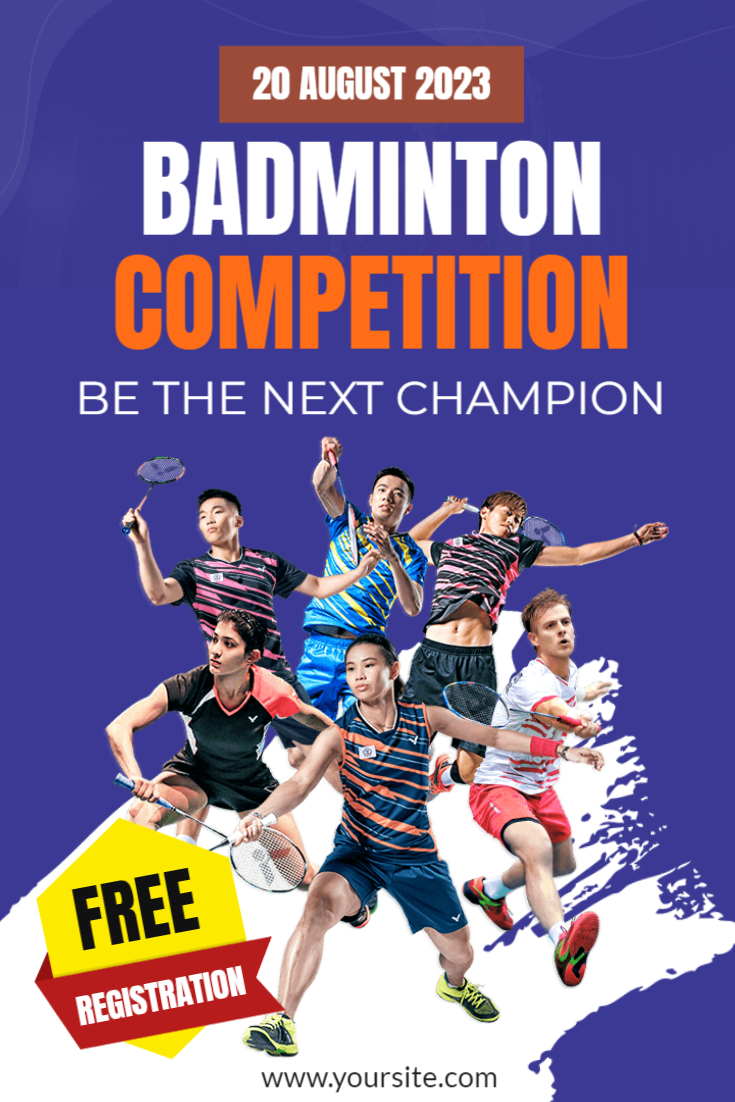 20 AUGUST 2023
BADMINTON
COMPETITION
BE THE NEXT CHAMPION
FREE
REGISTRATION
www.yoursite.com